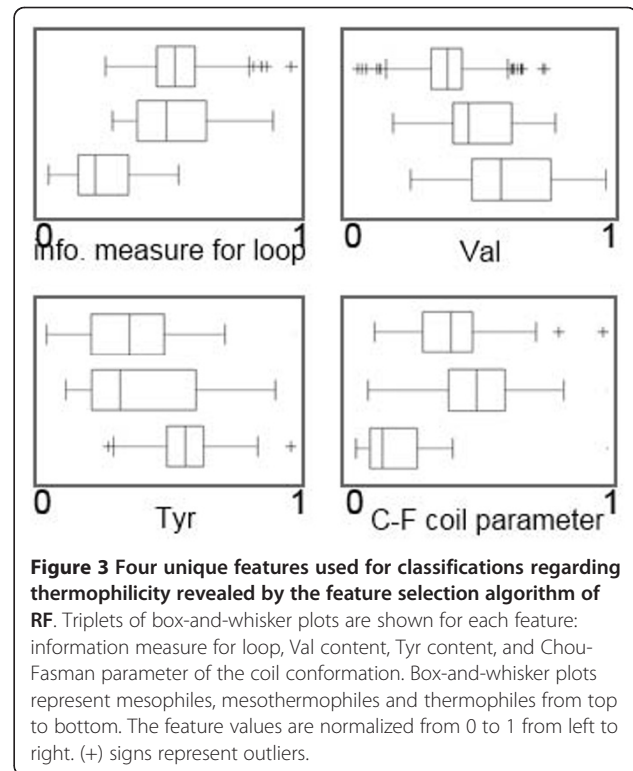 0 1
info. measure for loop
0 1
Val
0 1
Tyr
0 1
C-F coil parameter
Figure 3 Four unique features used for classifications regarding
thermophilicity revealed by the feature selection algorithm of
RF. Triplets of box-and-whisker plots are shown for each feature:
information measure for loop, Val content, Tyr content, and Chou-
Fasman parameter of the coil conformation. Box-and-whisker plots
represent mesophiles, mesothermophiles and thermophiles from top
to bottom. The feature values are normalized from 0 to 1 from left to
right. (+) signs represent outliers.